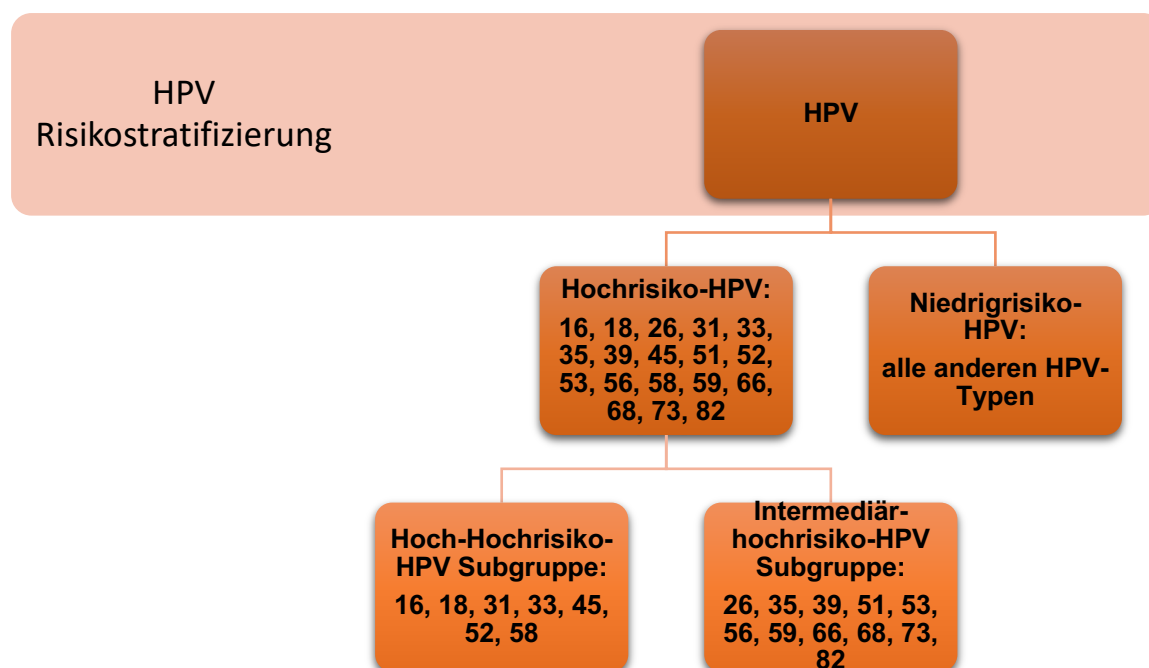 HPV
Risikostratifizierung
HPV
Hochrisiko-HPV:
16, 18, 26, 31, 33,
35, 39, 45, 51, 52,
53, 56, 58, 59, 66,
68, 73, 82
Niedrigrisiko-
HPV:
alle anderen HPV-
Typen
Hoch-Hochrisiko-
HPV Subgruppe:
16, 18, 31, 33, 45,
52, 58
Intermediär-
hochrisiko-HPV
Subgruppe:
26, 35, 39, 51, 53,
56, 59, 66, 68, 73,
82